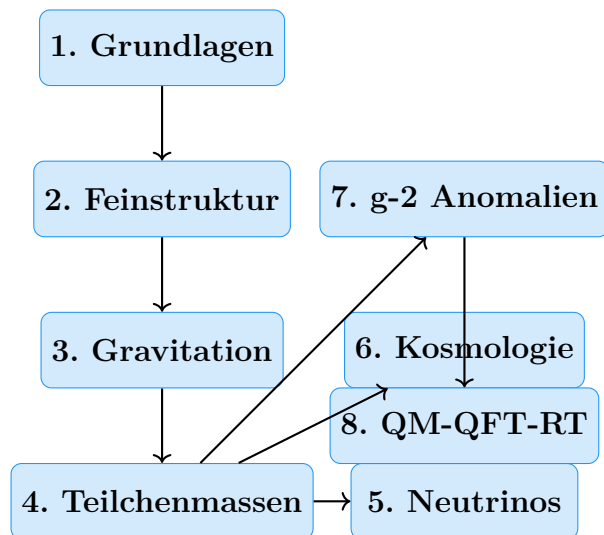 1. Grundlagen
2. Feinstruktur
7. g-2 Anomalien
3. Gravitation
6. Kosmologie
8. QM-QFT-RT
4. Teilchenmassen
5. Neutrinos